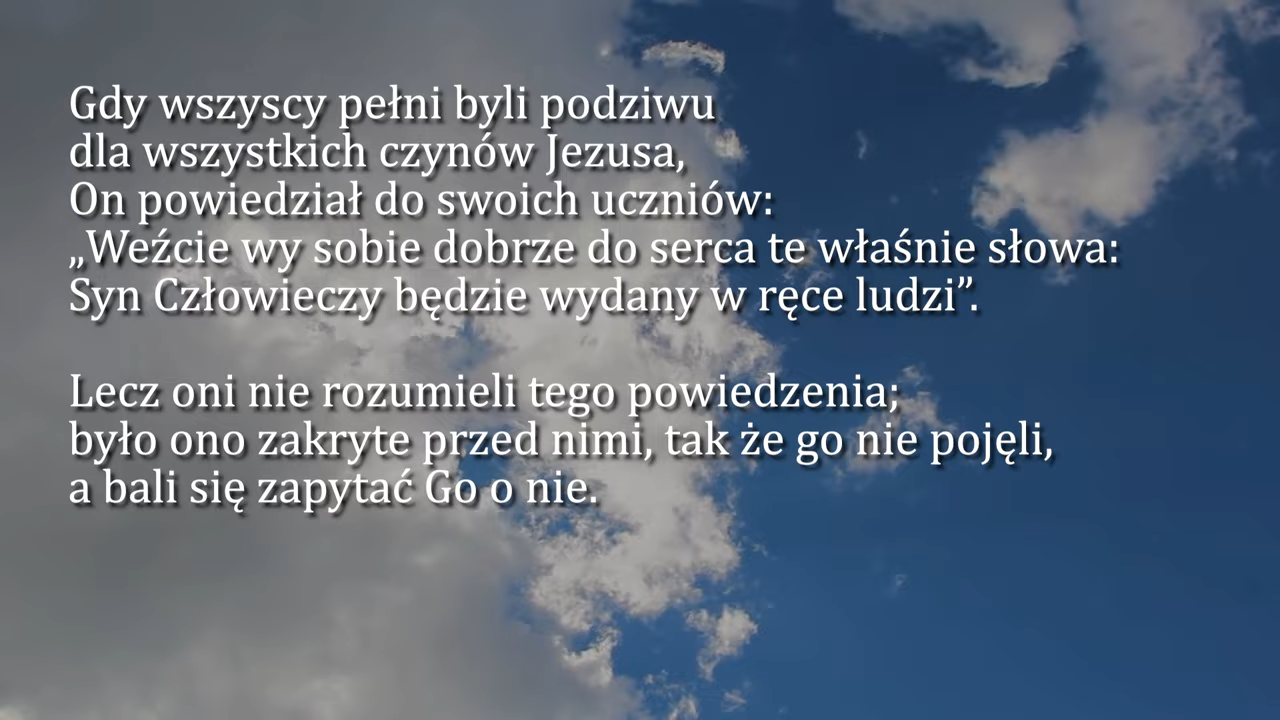 Gdy wszyscy pełni byli podziwu
dla wszystkich czynów Jezusa,
On powiedział do swoich uczniów:
„Weźcie wy sobie dobrze do serca te właśnie słowa:
Syn Człowieczy będzie wydany w ręce ludzi”.
Lecz oni nie rozumieli tego powiedzenia;
było ono zakryte przed nimi, tak że go nie pojęli,
a bali się zapytać Go o nie.